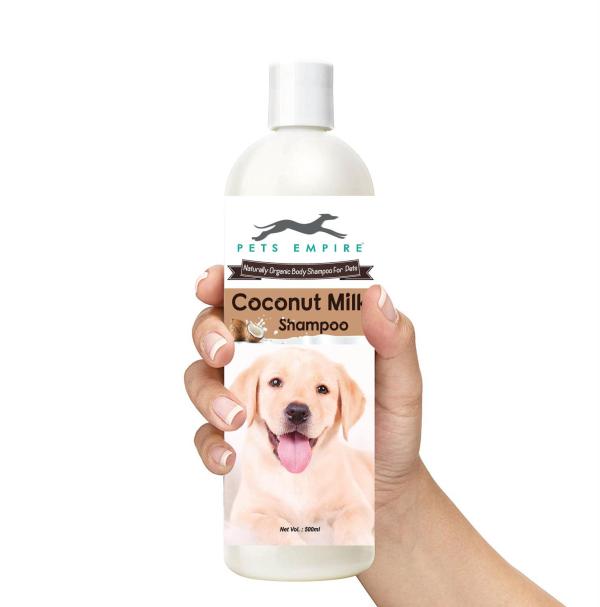 PETS EMPIRE
Naturally Organic Body Shampoo For Pets
Coconut Milk
Shampoo
Net Vol. : 500ml